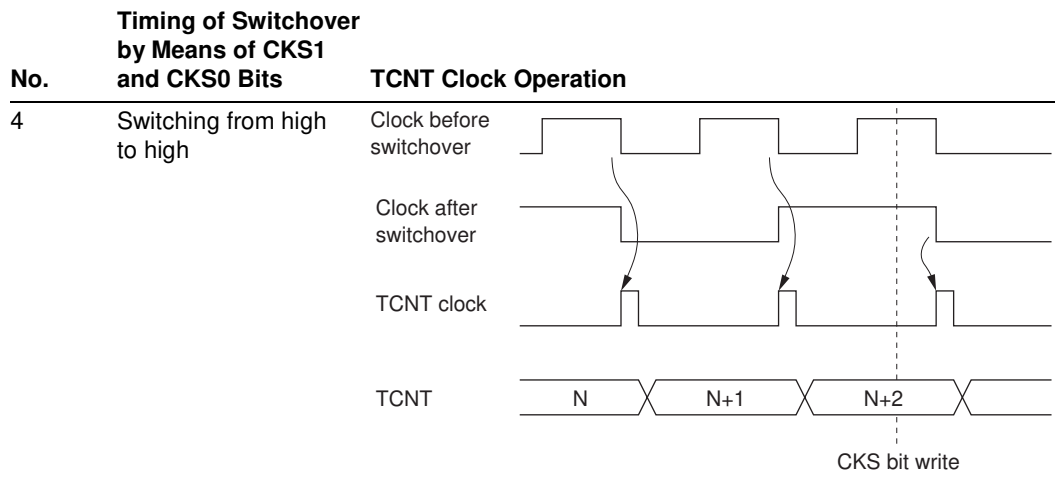 No.
Timing of Switchover
by Means of CKS1
and CKS0 Bits
TCNT Clock Operation
4
Switching from high
to high
Clock before
switchover
Clock after
switchover
TCNT clock
TCNT
N
N+1
N+2
CKS bit write